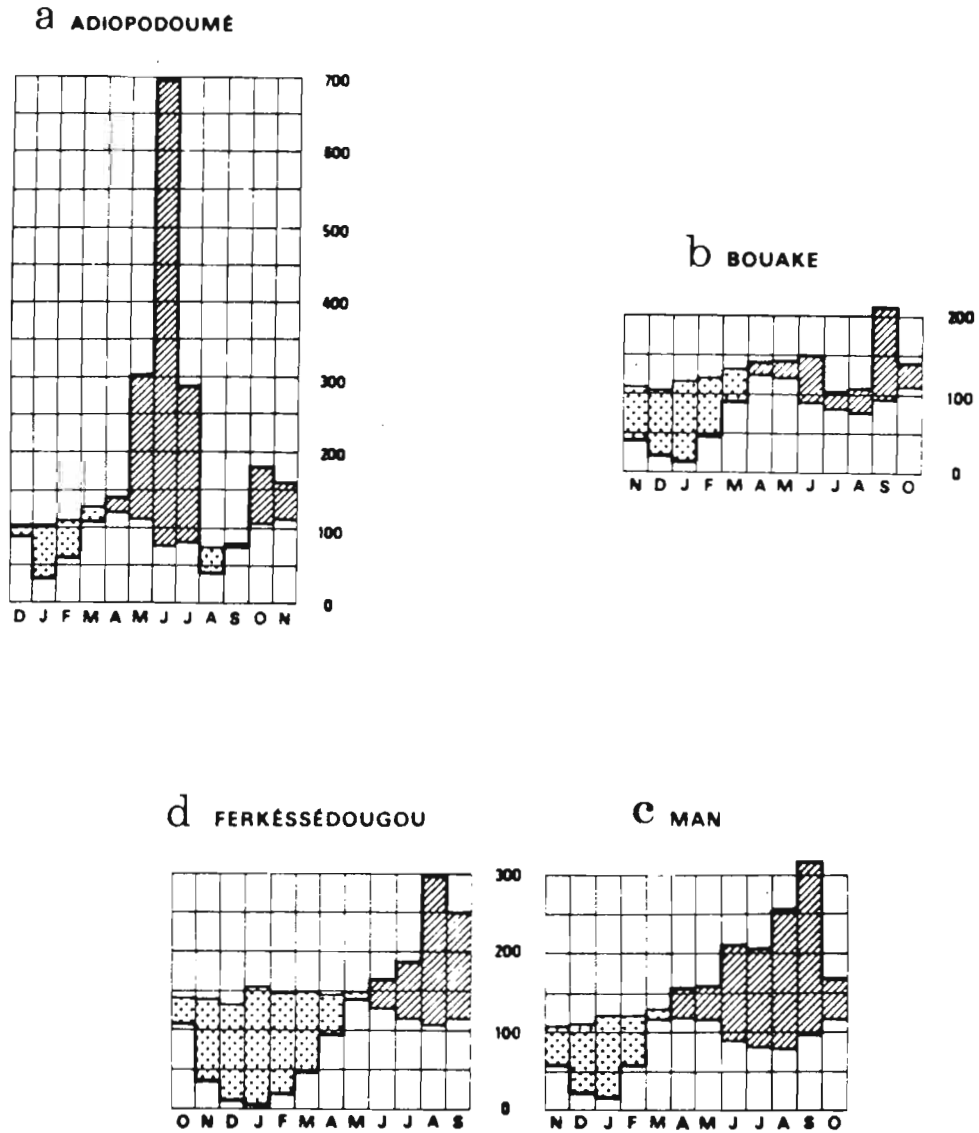 a ADIOPODOUMÉ
700
600
500
400
300
200
100
0
D J F M A M J J A S O N
b BOUAKE
200
100
0
N D J F M A M J J A S O
d FERKÉSSÉDOUGOU
c MAN
300
200
100
0
O N D J F M A M J J A S
N D J F M A M J J A S O